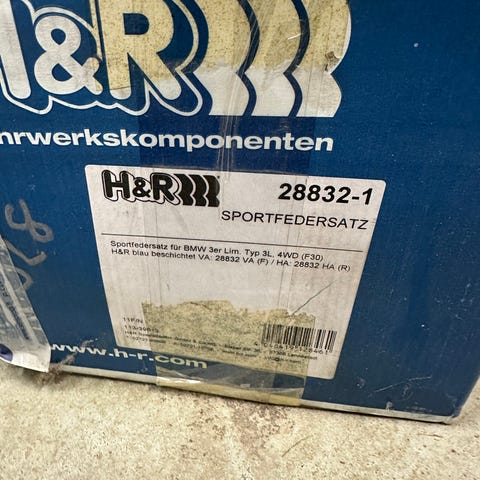 H&R
hrwerkskomponenten
H&R
28832-1
SPORTFEDERSATZ
Sportfedersatz für BMW 3er Lim. Typ 3L, 4WD (F30)
H&R blau beschichtet VA: 28832 VA (F) / HA: 28832 HA (R)
www.h-r.com